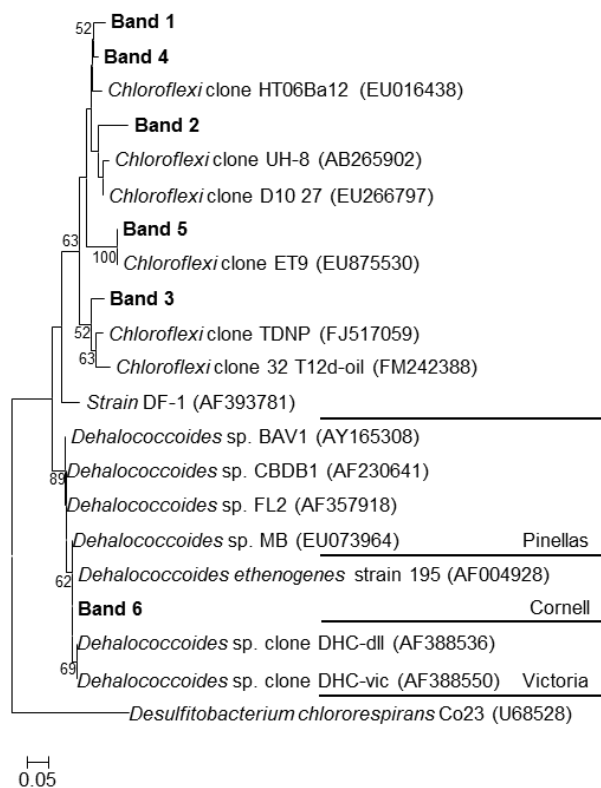 52 Band 1
Band 4
Chloroflexi clone HT06Ba12 (EU016438)
Band 2
Chloroflexi clone UH-8 (AB265902)
Chloroflexi clone D10 27 (EU266797)
Band 5
63
100 Chloroflexi clone ET9 (EU875530)
Band 3
52 Chloroflexi clone TDNP (FJ517059)
63 Chloroflexi clone 32 T12d-oil (FM242388)
Strain DF-1 (AF393781)
Dehalococcoides sp. BAV1 (AY165308)
89 Dehalococcoides sp. CBDB1 (AF230641)
Dehalococcoides sp. FL2 (AF357918)
Dehalococcoides sp. MB (EU073964) Pinellas
62 Dehalococcoides ethenogenes strain 195 (AF004928)
Band 6 Cornell
Dehalococcoides sp. clone DHC-dll (AF388536)
69 Dehalococcoides sp. clone DHC-vic (AF388550) Victoria
Desulfitobacterium chlororespirans Co23 (U68528)
0.05